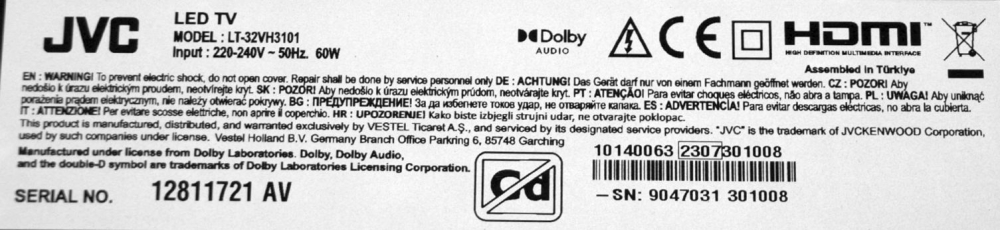 JVC
LED TV
MODEL: LT-32VH3101
Input : 220-240V ~ 50Hz. 60W
Dolby
AUDIO
CE
HDMI
HIGH DEFINITION MULTIMEDIA INTERFACE
Assembled in Türkiye
EN : WARNING! To prevent electric shock, do not open cover. Repair shall be done by service personnel only DE : ACHTUNG! Das Gerät darf nur von einem Fachmann geöffnet werden. CZ : POZOR! Aby
nedošlo k úrazu elektrickým proudem, neotvírejte kryt. SK : POZOR! Aby nedošlo k úrazu elektrickým prúdom, neotvárajte kryt. PT : ATENÇÃO! Para evitar choques eléctricos, não abra a tampa. PL : UWAGA! Aby uniknąć
porażenia prądem elektrycznym, nie należy otwierać pokrywy. BG : ПРЕДУПРЕЖДЕНИЕ! За да избегнете токов удар, не отваряйте капака. ES : ADVERTENCIA! Para evitar descargas eléctricas, no abra la cubierta.
IT : ATTENZIONE! Per evitare scosse elettriche, non aprire il coperchio. HR : UPOZORENJE! Kako biste izbjegli strujni udar, ne otvarajte poklopac.
This product is manufactured, distributed, and warranted exclusively by VESTEL Ticaret A.Ş., and serviced by its designated service providers. "JVC" is the trademark of JVCKENWOOD Corporation,
used by such companies under license. Vestel Holland B.V. Germany Branch Office Parkring 6, 85748 Garching
Manufactured under license from Dolby Laboratories. Dolby, Dolby Audio,
and the double-D symbol are trademarks of Dolby Laboratories Licensing Corporation.
SERIAL NO. 12811721 AV
Cd
10140063 2307301008
-SN: 9047031 301008